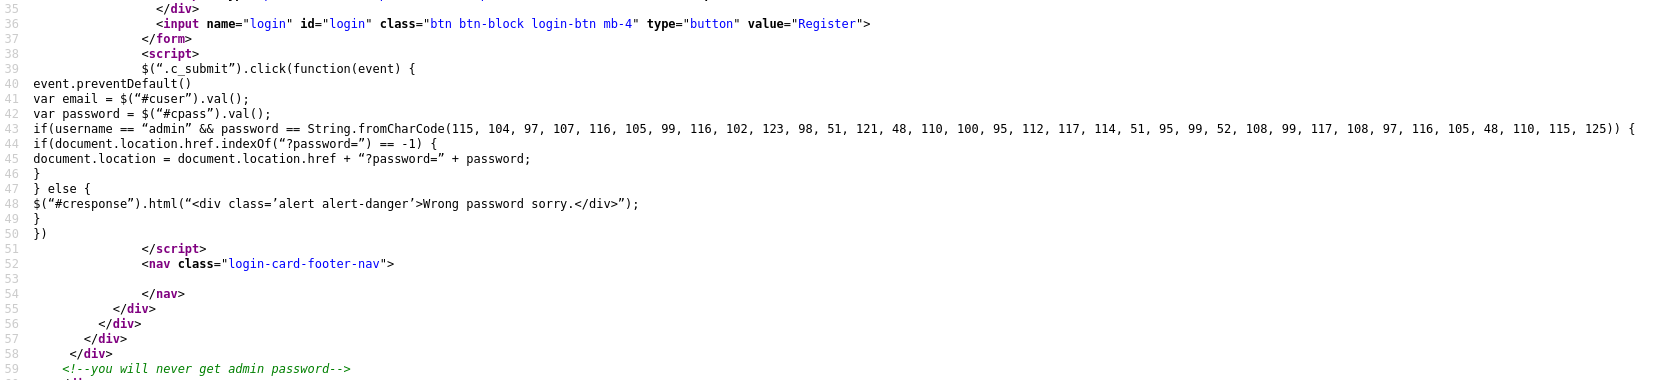 35 </div>
36 <input name="login" id="login" class="btn btn-block login-btn mb-4" type="button" value="Register">
37 </form>
38 <script>
39 $(“.c_submit”).click(function(event) {
40 event.preventDefault()
41 var email = $(“#cuser”).val();
42 var password = $(“#cpass”).val();
43 if(username == “admin” && password == String.fromCharCode(115, 104, 97, 107, 116, 105, 99, 116, 102, 123, 98, 51, 121, 48, 110, 100, 95, 112, 117, 114, 51, 95, 99, 52, 108, 99, 117, 108, 97, 116, 105, 48, 110, 115, 125)) {
44 if(document.location.href.indexOf(“?password=”) == -1) {
45 document.location = document.location.href + “?password=” + password;
46 }
47 } else {
48 $(“#cresponse”).html(“<div class=’alert alert-danger’>Wrong password sorry.</div>”);
49 }
50 })
51 </script>
52 <nav class="login-card-footer-nav">
53
54 </nav>
55 </div>
56 </div>
57 </div>
58 </div>
59 <!--you will never get admin password-->